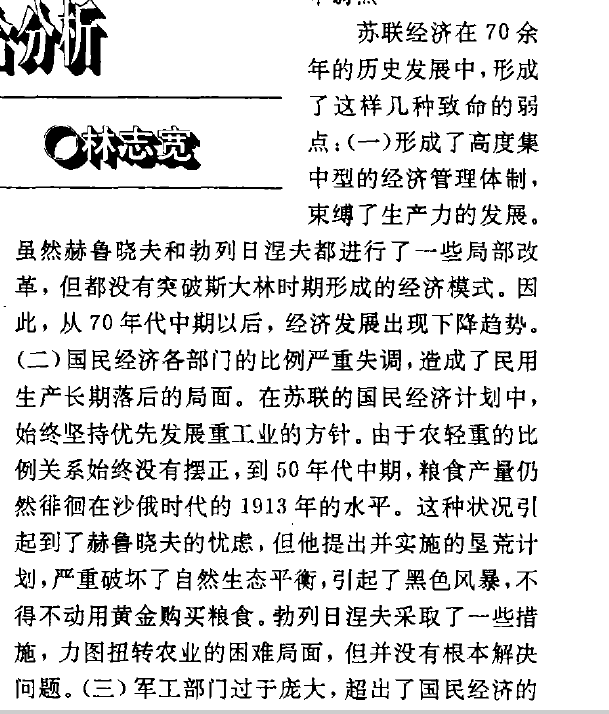 分析
林志宽
苏联经济在70余
年的历史发展中，形成
了这样几种致命的弱
点：(一)形成了高度集
中型的经济管理体制，
束缚了生产力的发展。
虽然赫鲁晓夫和勃列日涅夫都进行了一些局部改
革，但都没有突破斯大林时期形成的经济模式。因
此，从70年代中期以后，经济发展出现下降趋势。
(二)国民经济各部门的比例严重失调，造成了民用
生产长期落后的局面。在苏联的国民经济计划中，
始终坚持优先发展重工业的方针。由于农轻重的比
例关系始终没有摆正，到50年代中期，粮食产量仍
然徘徊在沙俄时代的1913年的水平。这种状况引
起到了赫鲁晓夫的忧虑，但他提出并实施的垦荒计
划，严重破坏了自然生态平衡，引起了黑色风暴，不
得不动用黄金购买粮食。勃列日涅夫采取了一些措
施，力图扭转农业的困难局面，但并没有根本解决
问题。(三)军工部门过于庞大，超出了国民经济的